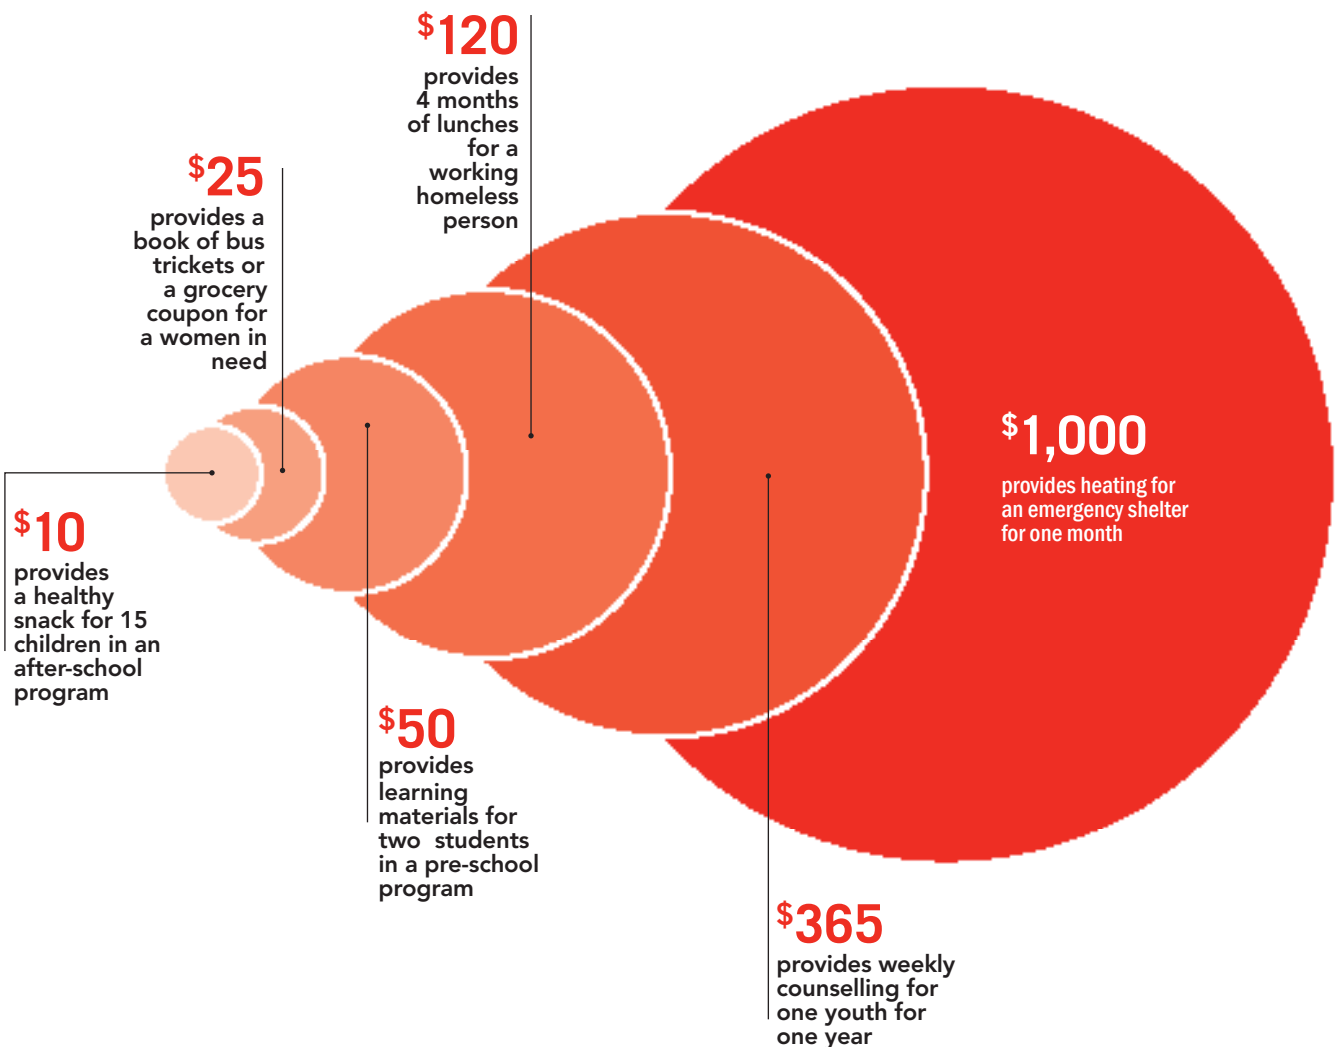 $10
provides
a healthy
snack for 15
children in an
after-school
program
$25
provides a
book of bus
trickets or
a grocery
coupon for
a women in
need
$50
provides
learning
materials for
two students
in a pre-school
program
$120
provides
4 months
of lunches
for a
working
homeless
person
$365
provides weekly
counselling for
one youth for
one year
$1,000
provides heating for
an emergency shelter
for one month